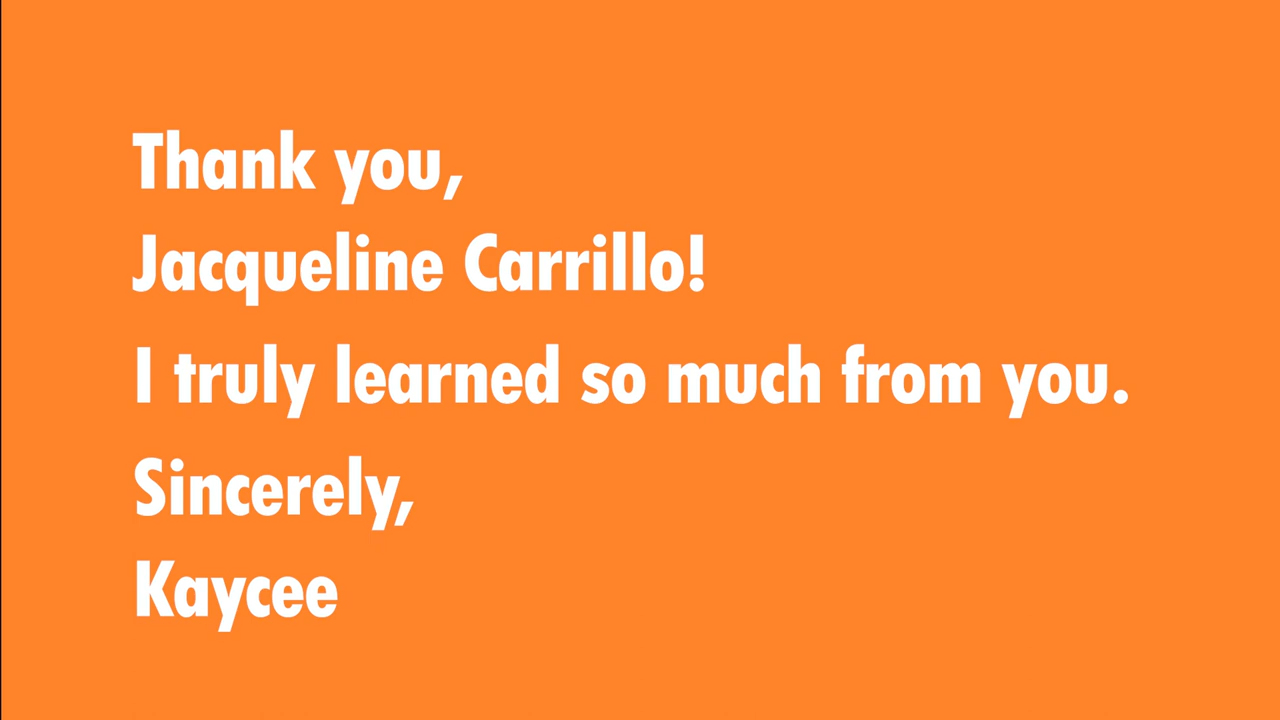 Thank you,
Jacqueline Carrillo!
I truly learned so much from you.
Sincerely,
Kaycee